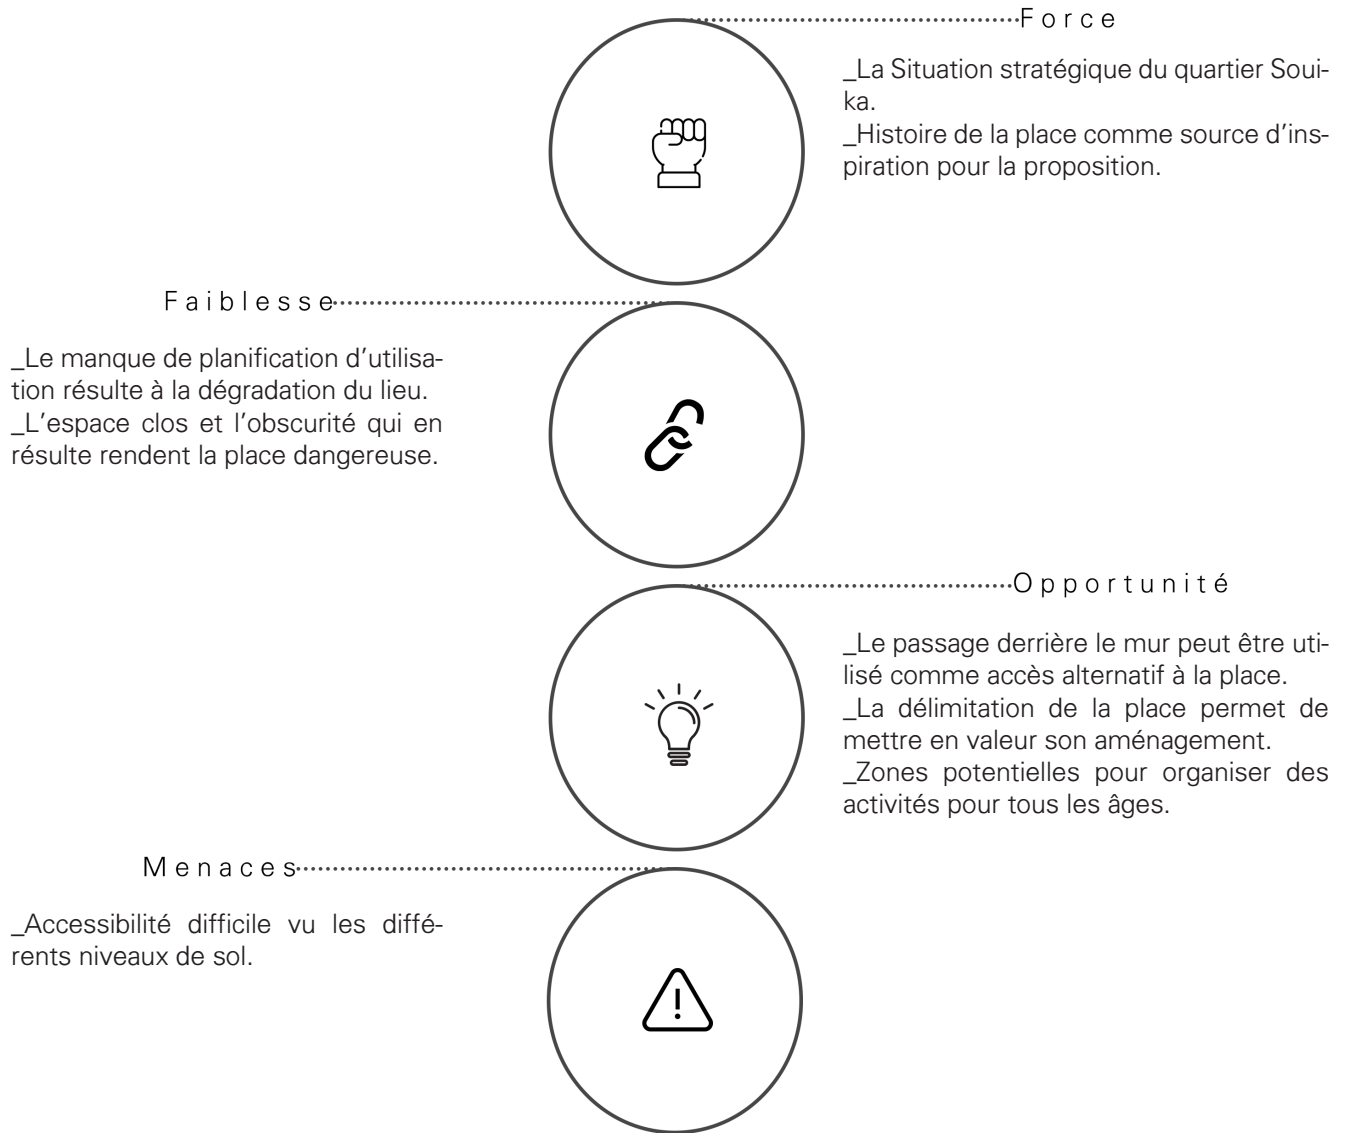 Force
_La Situation stratégique du quartier Soui-
ka.
_Histoire de la place comme source d'ins-
piration pour la proposition.
Faiblesse
_Le manque de planification d'utilisa-
tion résulte à la dégradation du lieu.
_L'espace clos et l'obscurité qui en
résulte rendent la place dangereuse.
Opportunité
_Le passage derrière le mur peut être uti-
lisé comme accès alternatif à la place.
_La délimitation de la place permet de
mettre en valeur son aménagement.
_Zones potentielles pour organiser des
activités pour tous les âges.
Menaces
_Accessibilité difficile vu les diffé-
rents niveaux de sol.